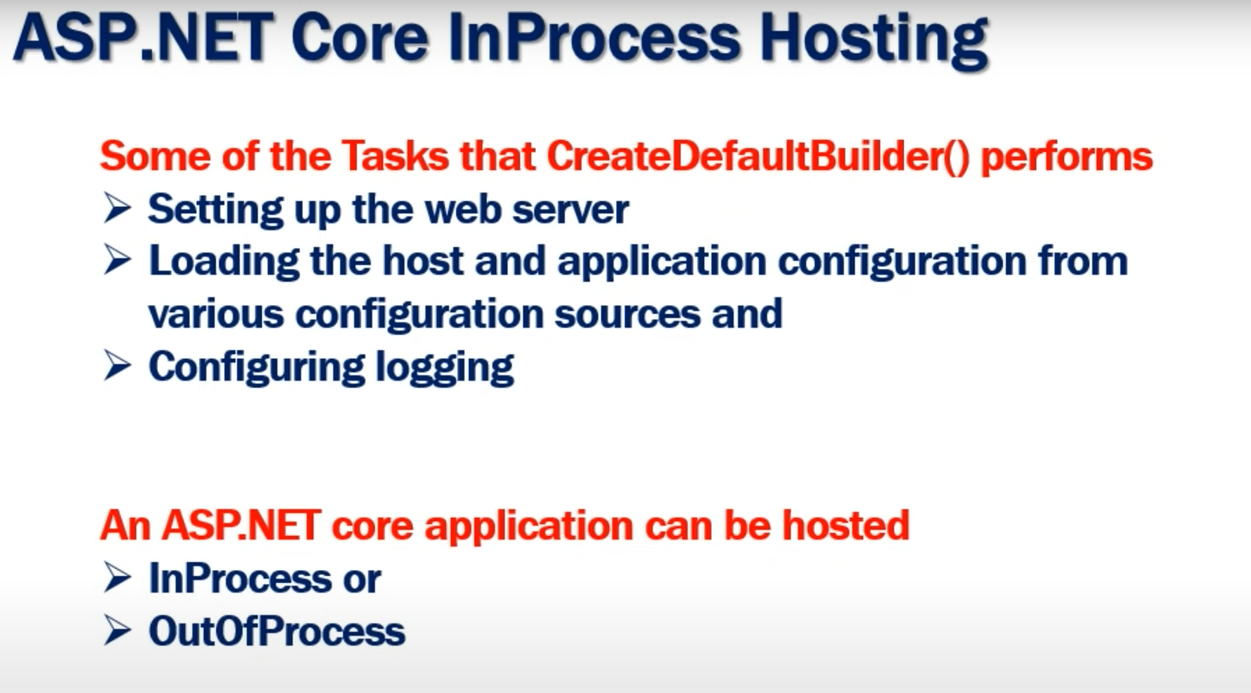 ASP.NET Core InProcess Hosting
Some of the Tasks that CreateDefaultBuilder() performs
➢ Setting up the web server
➢ Loading the host and application configuration from
various configuration sources and
➢ Configuring logging
An ASP.NET core application can be hosted
➢ InProcess or
➢ OutOfProcess